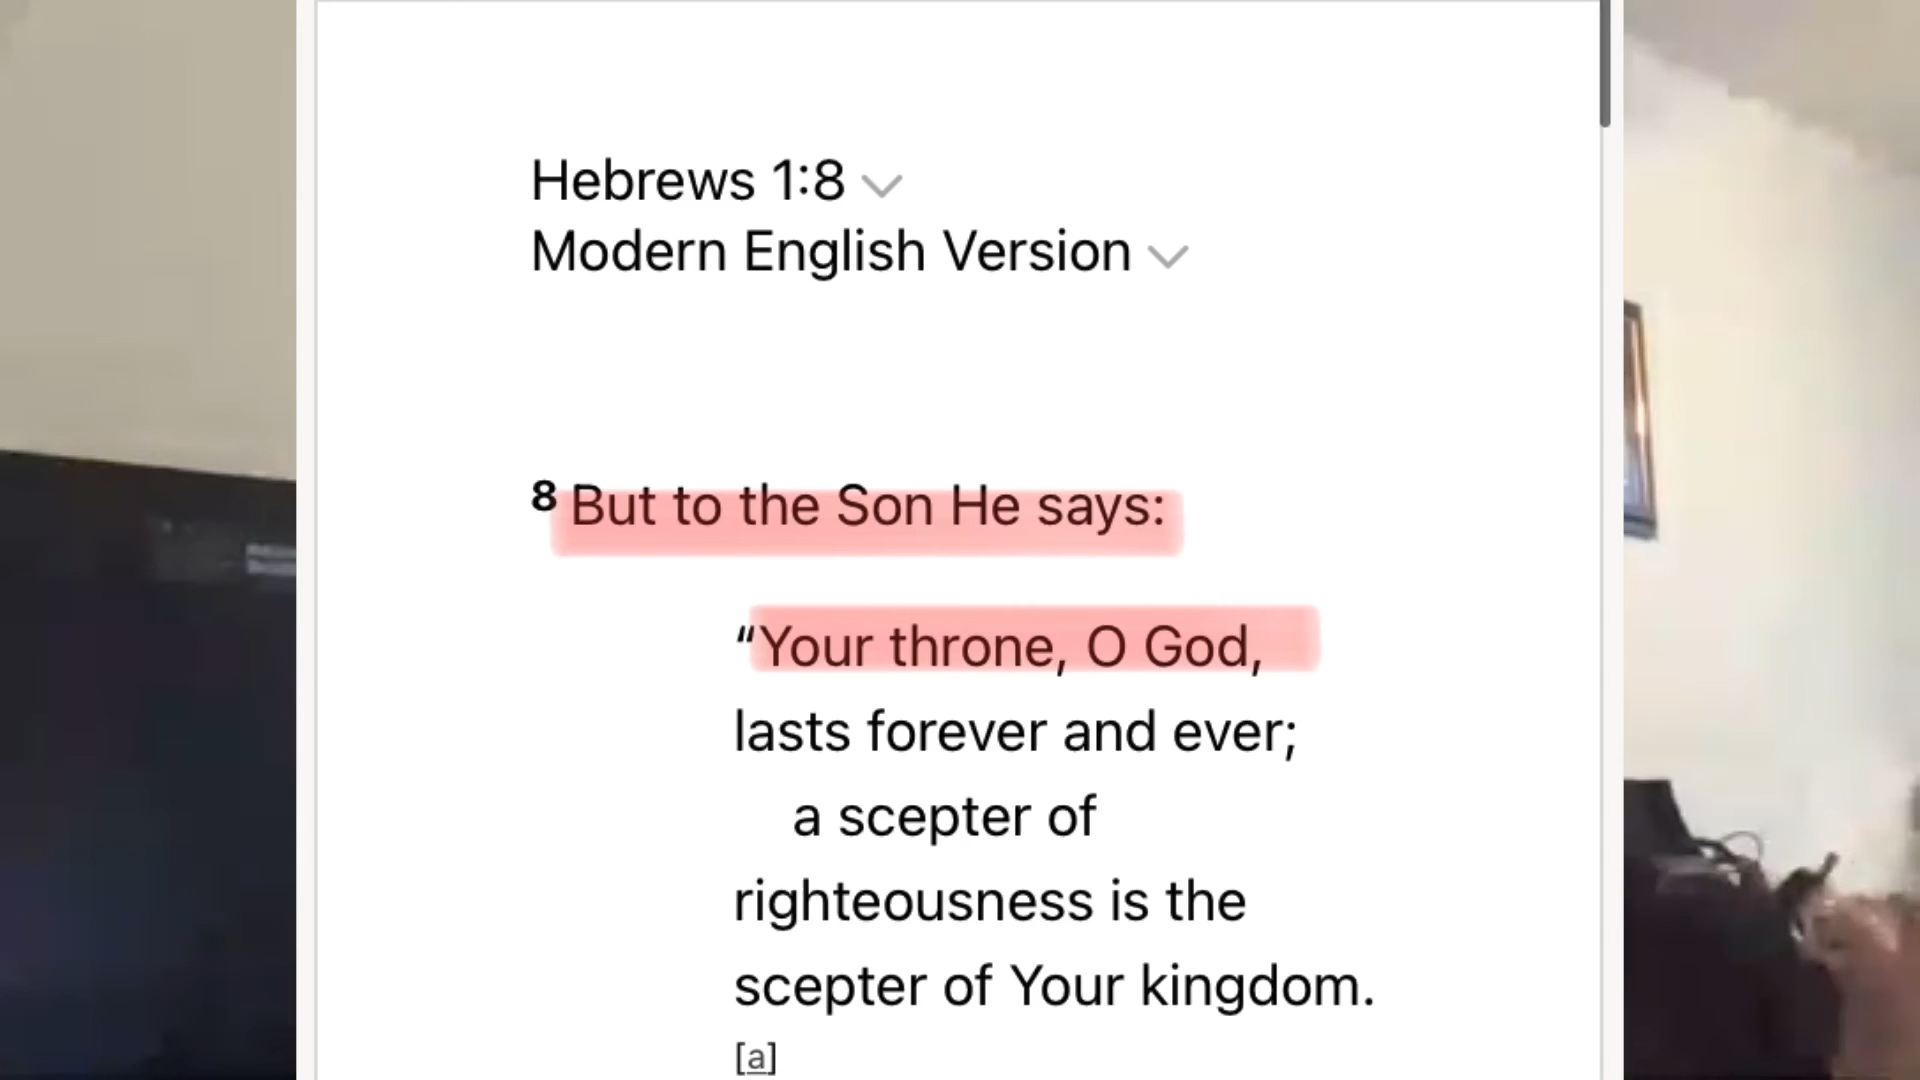 Hebrews 1:8
Modern English Version
8 But to the Son He says:
“Your throne, O God,
lasts forever and ever;
a scepter of
righteousness is the
scepter of Your kingdom.
[a]